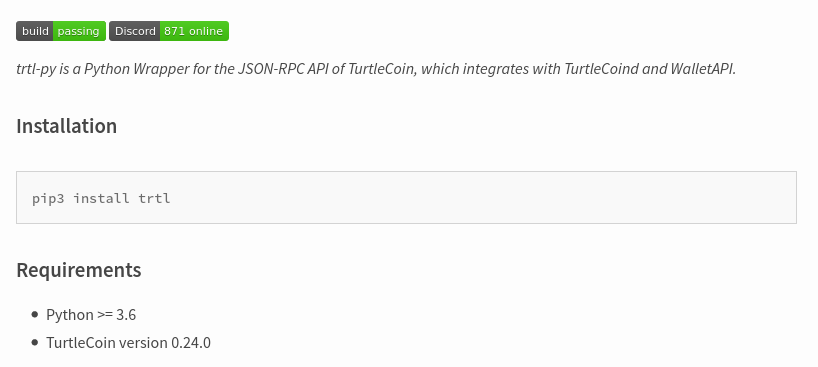 build passing Discord 871 online
trtl-py is a Python Wrapper for the JSON-RPC API of TurtleCoin, which integrates with TurtleCoind and WalletAPI.
Installation
pip3 install trtl
Requirements
• Python >= 3.6
• TurtleCoin version 0.24.0